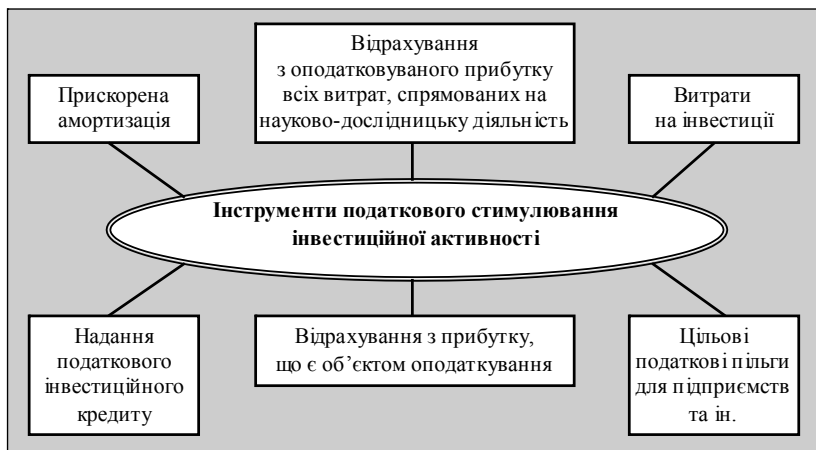 Прискорена
амортизація
Відрахування
з оподатковуваного прибутку
всіх витрат, спрямованих на
науково-дослідницьку діяльність
Витрати
на інвестиції
Інструменти податкового стимулювання
інвестиційної активності
Надання
податкового
інвестиційного
кредиту
Відрахування з прибутку,
що є об’єктом оподаткування
Цільові
податкові пільги
для підприємств
та ін.